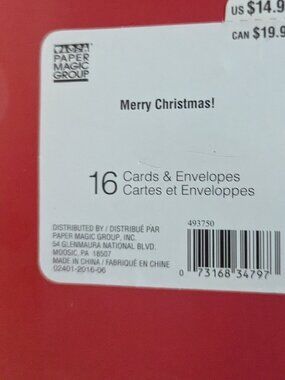 US $14.9
CAN $19.9
PAPER
MAGIC
GROUP
Merry Christmas!
16 Cards & Envelopes
Cartes et Enveloppes
DISTRIBUTED BY / DISTRIBUÉ PAR
PAPER MAGIC GROUP, INC.
54 GLENMAURA NATIONAL BLVD.
MOOSIC, PA 18507
MADE IN CHINA / FABRIQUÉ EN CHINE
02401-2016-06
493750
0 73168 34797